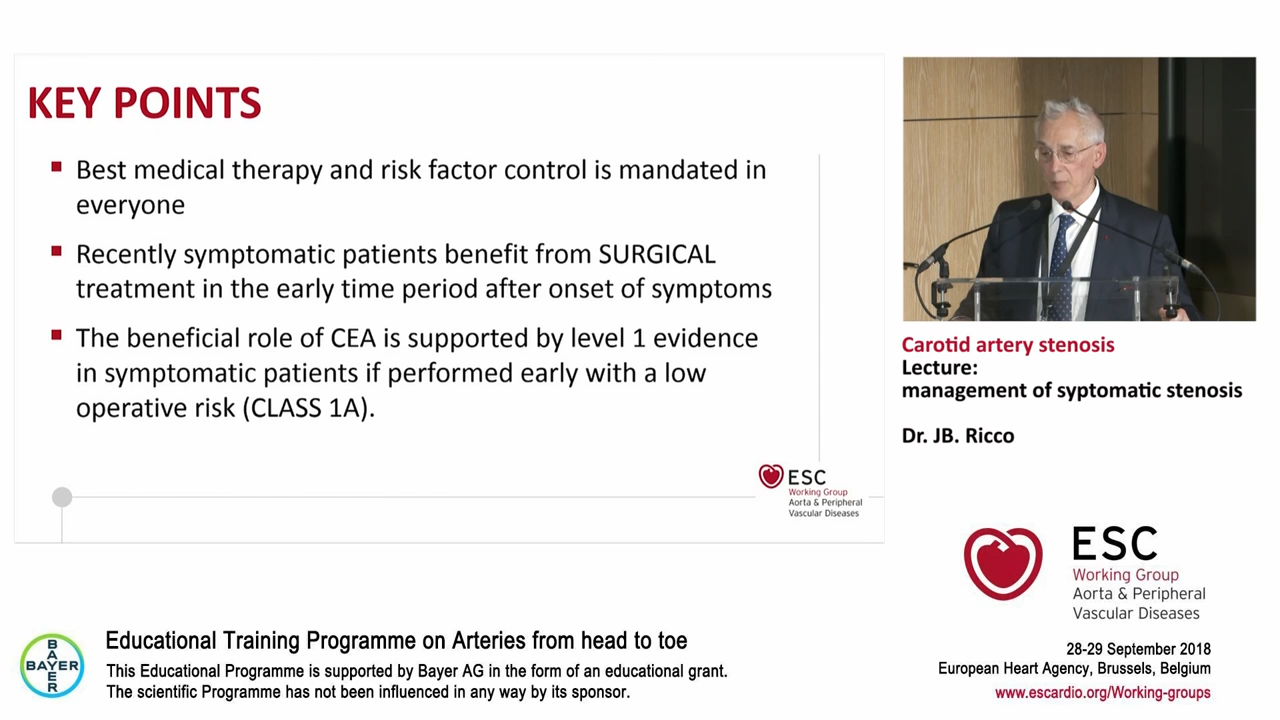 KEY POINTS
Best medical therapy and risk factor control is mandated in
everyone
Recently symptomatic patients benefit from SURGICAL
treatment in the early time period after onset of symptoms
The beneficial role of CEA is supported by level 1 evidence
in symptomatic patients if performed early with a low
operative risk (CLASS 1A).
ESC
Working Group
Aorta & Peripheral
Vascular Diseases
Carotid artery stenosis
Lecture:
management of syptomatic stenosis
Dr. JB. Ricco
ESC
Working Group
Aorta & Peripheral
Vascular Diseases
BAYER
BAYER
Educational Training Programme on Arteries from head to toe
This Educational Programme is supported by Bayer AG in the form of an educational grant.
The scientific Programme has not been influenced in any way by its sponsor.
28-29 September 2018
European Heart Agency, Brussels, Belgium
www.escardio.org/Working-groups